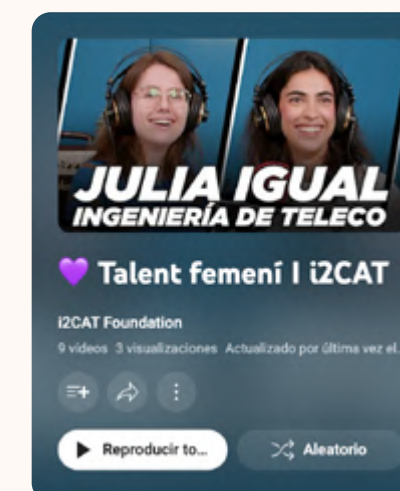 JULIA IGUAL
INGENIERÍA DE TELECO
💜 Talent femení I i2CAT
i2CAT Foundation
9 vídeos 3 visualizaciones Actualizado por última vez el...
Reproducir to...
Aleatorio